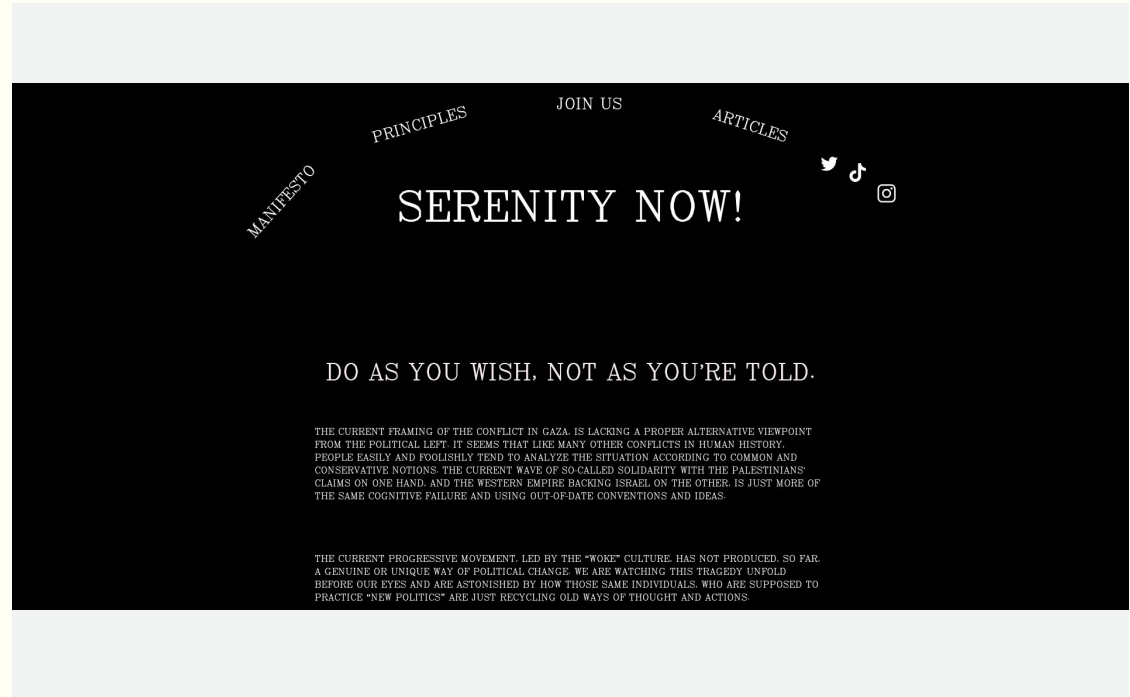 JOIN US
PRINCIPLES
ARTICLES
MANIFESTO
SERENITY NOW!
DO AS YOU WISH, NOT AS YOU'RE TOLD.
THE CURRENT FRAMING OF THE CONFLICT IN GAZA, IS LACKING A PROPER ALTERNATIVE VIEWPOINT
FROM THE POLITICAL LEFT. IT SEEMS THAT LIKE MANY OTHER CONFLICTS IN HUMAN HISTORY,
PEOPLE EASILY AND FOOLISHLY TEND TO ANALYZE THE SITUATION ACCORDING TO COMMON AND
CONSERVATIVE NOTIONS. THE CURRENT WAVE OF SO-CALLED SOLIDARITY WITH THE PALESTINIANS'
CLAIMS ON ONE HAND, AND THE WESTERN EMPIRE BACKING ISRAEL ON THE OTHER, IS JUST MORE OF
THE SAME COGNITIVE FAILURE AND USING OUT-OF-DATE CONVENTIONS AND IDEAS.
THE CURRENT PROGRESSIVE MOVEMENT, LED BY THE “WOKE” CULTURE, HAS NOT PRODUCED, SO FAR,
A GENUINE OR UNIQUE WAY OF POLITICAL CHANGE. WE ARE WATCHING THIS TRAGEDY UNFOLD
BEFORE OUR EYES AND ARE ASTONISHED BY HOW THOSE SAME INDIVIDUALS, WHO ARE SUPPOSED TO
PRACTICE “NEW POLITICS” ARE JUST RECYCLING OLD WAYS OF THOUGHT AND ACTIONS.